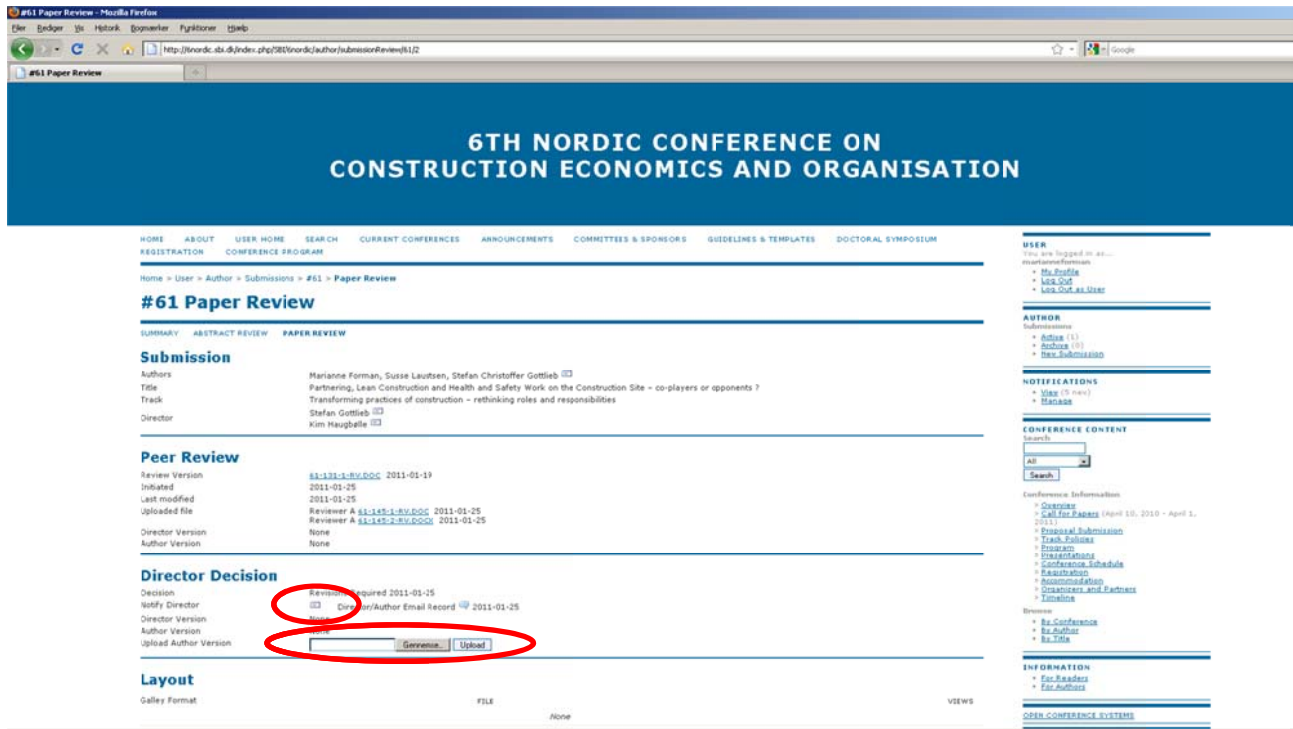 #61 Paper Review - Mozilla Firefox
Filer Rediger Vis Historik Bogmærker Funktioner Hjælp
http://6nordic.sbi.dk/index.php/SBI/6nordic/author/submissionReview/61/2
Google
#61 Paper Review
6TH NORDIC CONFERENCE ON
CONSTRUCTION ECONOMICS AND ORGANISATION
HOME ABOUT USER HOME SEARCH CURRENT CONFERENCES ANNOUNCEMENTS COMMITTEES & SPONSORS GUIDELINES & TEMPLATES DOCTORAL SYMPOSIUM
REGISTRATION CONFERENCE PROGRAM
Home > User > Author > Submissions > #61 > Paper Review
#61 Paper Review
SUMMARY ABSTRACT REVIEW PAPER REVIEW
Submission
Authors Marianne Forman, Susse Laustsen, Stefan Christoffer Gottlieb
Title Partnering, Lean Construction and Health and Safety Work on the Construction Site – co-players or opponents ?
Track Transforming practices of construction – rethinking roles and responsibilities
Director Stefan Gottlieb
Kim Haugbølle
Peer Review
Review Version 61-131-1-RV.DOC 2011-01-19
Initiated 2011-01-25
Last modified 2011-01-25
Uploaded file Reviewer A 61-145-1-RV.DOC 2011-01-25
Reviewer A 61-145-2-RV.DOCX 2011-01-25
Director Version None
Author Version None
Director Decision
Decision Revisions Required 2011-01-25
Notify Director Director/Author Email Record 2011-01-25
Director Version None
Author Version None
Upload Author Version Gennemse... Upload
Layout
Galley Format FILE VIEWS
None
USER
You are logged in as...
marianneforman
My Profile
Log Out
Log Out as User
AUTHOR
Submissions
Active (1)
Archive (0)
New Submission
NOTIFICATIONS
View (5 new)
Manage
CONFERENCE CONTENT
Search
All
Search
Conference Information
> Overview
> Call for Papers (April 10, 2010 - April 1,
2011)
> Proposal Submission
> Track Policies
> Program
> Presentations
> Conference Schedule
> Registration
> Accommodation
> Organizers and Partners
> Timeline
Browse
By Conference
By Author
By Title
INFORMATION
For Readers
For Authors
OPEN CONFERENCE SYSTEMS